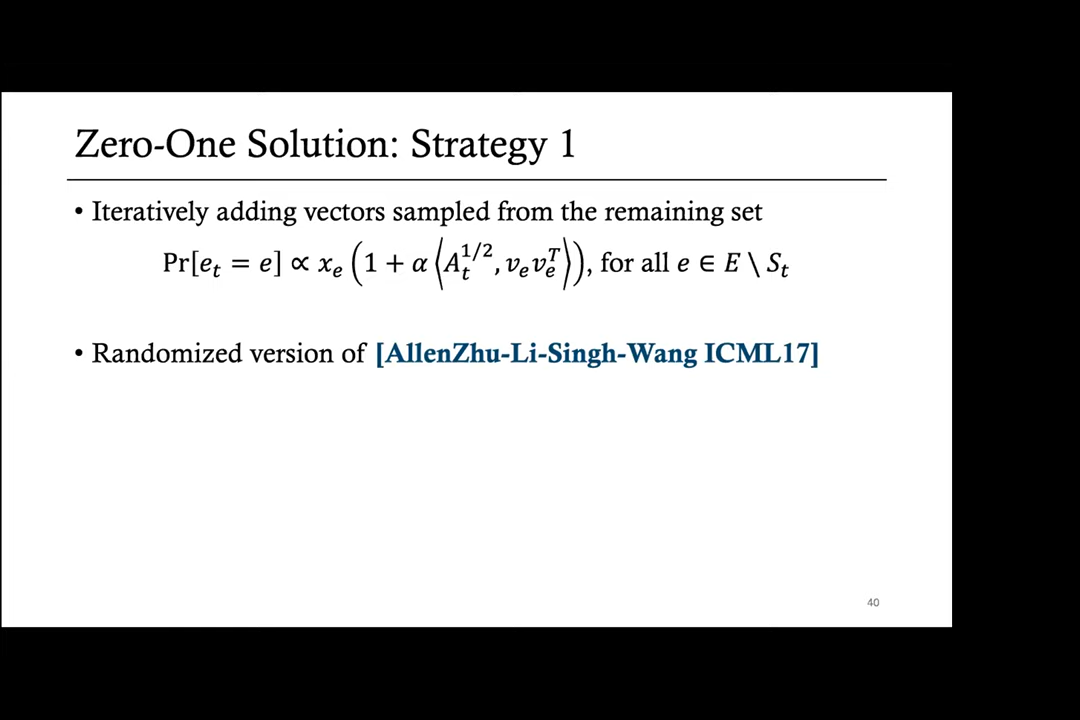 Zero-One Solution: Strategy 1
• Iteratively adding vectors sampled from the remaining set
Pr[e_t = e] ∝ x_e (1 + α⟨A_t^{1/2}, v_e v_e^T⟩), for all e ∈ E \ S_t
• Randomized version of [AllenZhu-Li-Singh-Wang ICML17]
40